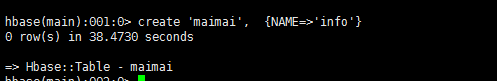 hbase(main):001:0> create 'maimai',  {NAME=>'info'}
0 row(s) in 38.4730 seconds
=> Hbase::Table - maimai
hbase(main):002:0>